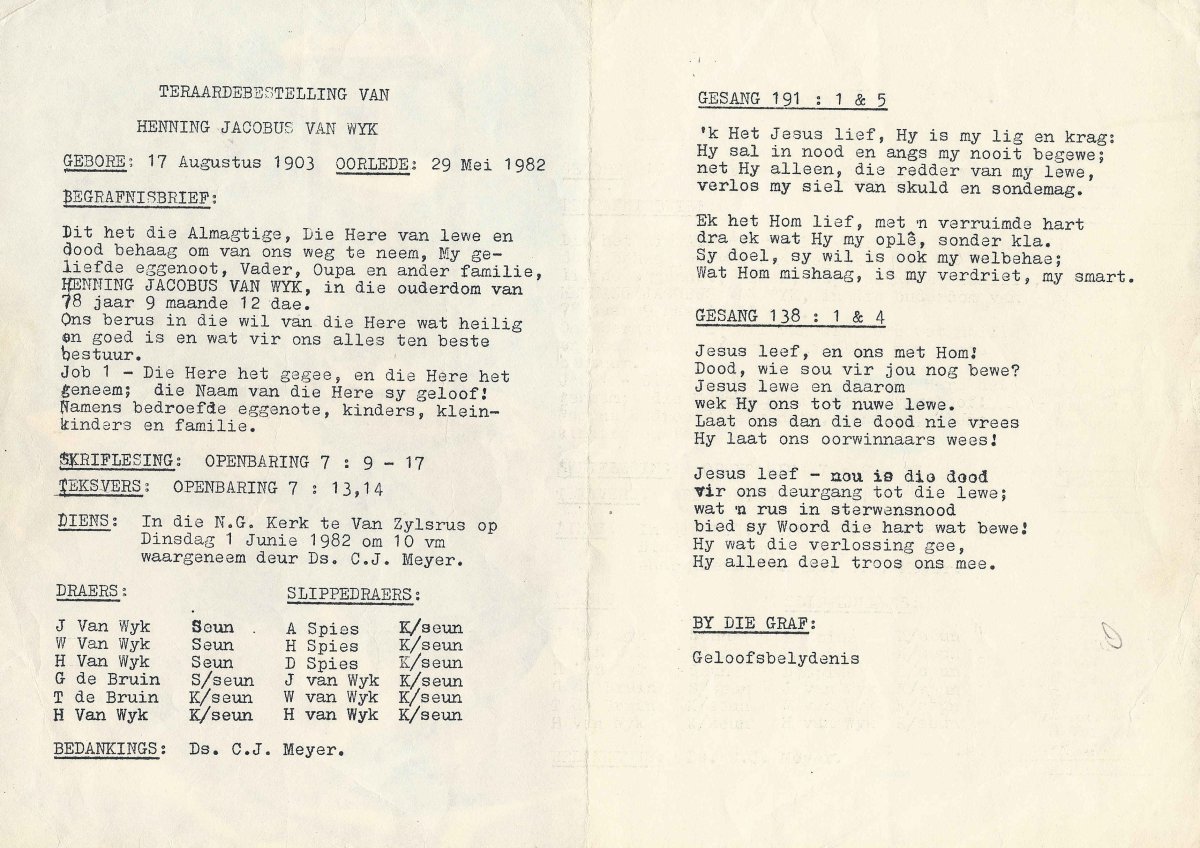 TERAARDEBESTELLING VAN
HENNING JACOBUS VAN WYK
GEBORE: 17 Augustus 1903 OORLEDE: 29 Mei 1982
BEGRAFNISBRIEF:
Dit het die Almagtige, Die Here van lewe en
dood behaag om van ons weg te neem, My ge-
liefde eggenoot, Vader, Oupa en ander familie,
HENNING JACOBUS VAN WYK, in die ouderdom van
78 jaar 9 maande 12 dae.
Ons berus in die wil van die Here wat heilig
en goed is en wat vir ons alles ten beste
bestuur.
Job 1 - Die Here het gegee, en die Here het
geneem; die Naam van die Here sy geloof!
Namens bedroefde eggenote, kinders, klein-
kinders en familie.
SKRIFLESING: OPENBARING 7 : 9 - 17
TEKSVERS: OPENBARING 7 : 13,14
DIENS: In die N.G. Kerk te Van Zylsrus op
Dinsdag 1 Junie 1982 om 10 vm
waargeneem deur Ds. C.J. Meyer.
DRAERS: SLIPPEDRAERS:
J Van Wyk Seun A Spies K/seun
W Van Wyk Seun H Spies K/seun
H Van Wyk Seun D Spies K/seun
G de Bruin S/seun J van Wyk K/seun
T de Bruin K/seun W van Wyk K/seun
H Van Wyk K/seun H van Wyk K/seun
BEDANKINGS: Ds. C.J. Meyer.
GESANG 191 : 1 & 5
'k Het Jesus lief, Hy is my lig en krag:
Hy sal in nood en angs my nooit begewe;
net Hy alleen, die redder van my lewe,
verlos my siel van skuld en sondemag.
Ek het Hom lief, met 'n verruimde hart
dra ek wat Hy my oplê, sonder kla.
Sy doel, sy wil is ook my welbehae;
Wat Hom mishaag, is my verdriet, my smart.
GESANG 138 : 1 & 4
Jesus leef, en ons met Hom!
Dood, wie sou vir jou nog bewe?
Jesus lewe en daarom
wek Hy ons tot nuwe lewe.
Laat ons dan die dood nie vrees
Hy laat ons oorwinnaars wees!
Jesus leef - nou is die dood
vir ons deurgang tot die lewe;
wat 'n rus in sterwensnood
bied sy Woord die hart wat bewe!
Hy wat die verlossing gee,
Hy alleen deel troos ons mee.
BY DIE GRAF:
Geloofsbelydenis